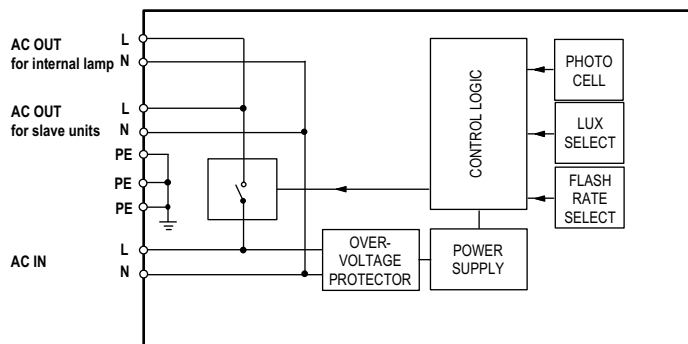 AC OUT
for internal lamp
L
N
AC OUT
for slave units
L
N
PE
PE
PE
AC IN
L
N
CONTROL LOGIC
PHOTO
CELL
LUX
SELECT
FLASH
RATE
SELECT
OVER-
VOLTAGE
PROTECTOR
POWER
SUPPLY